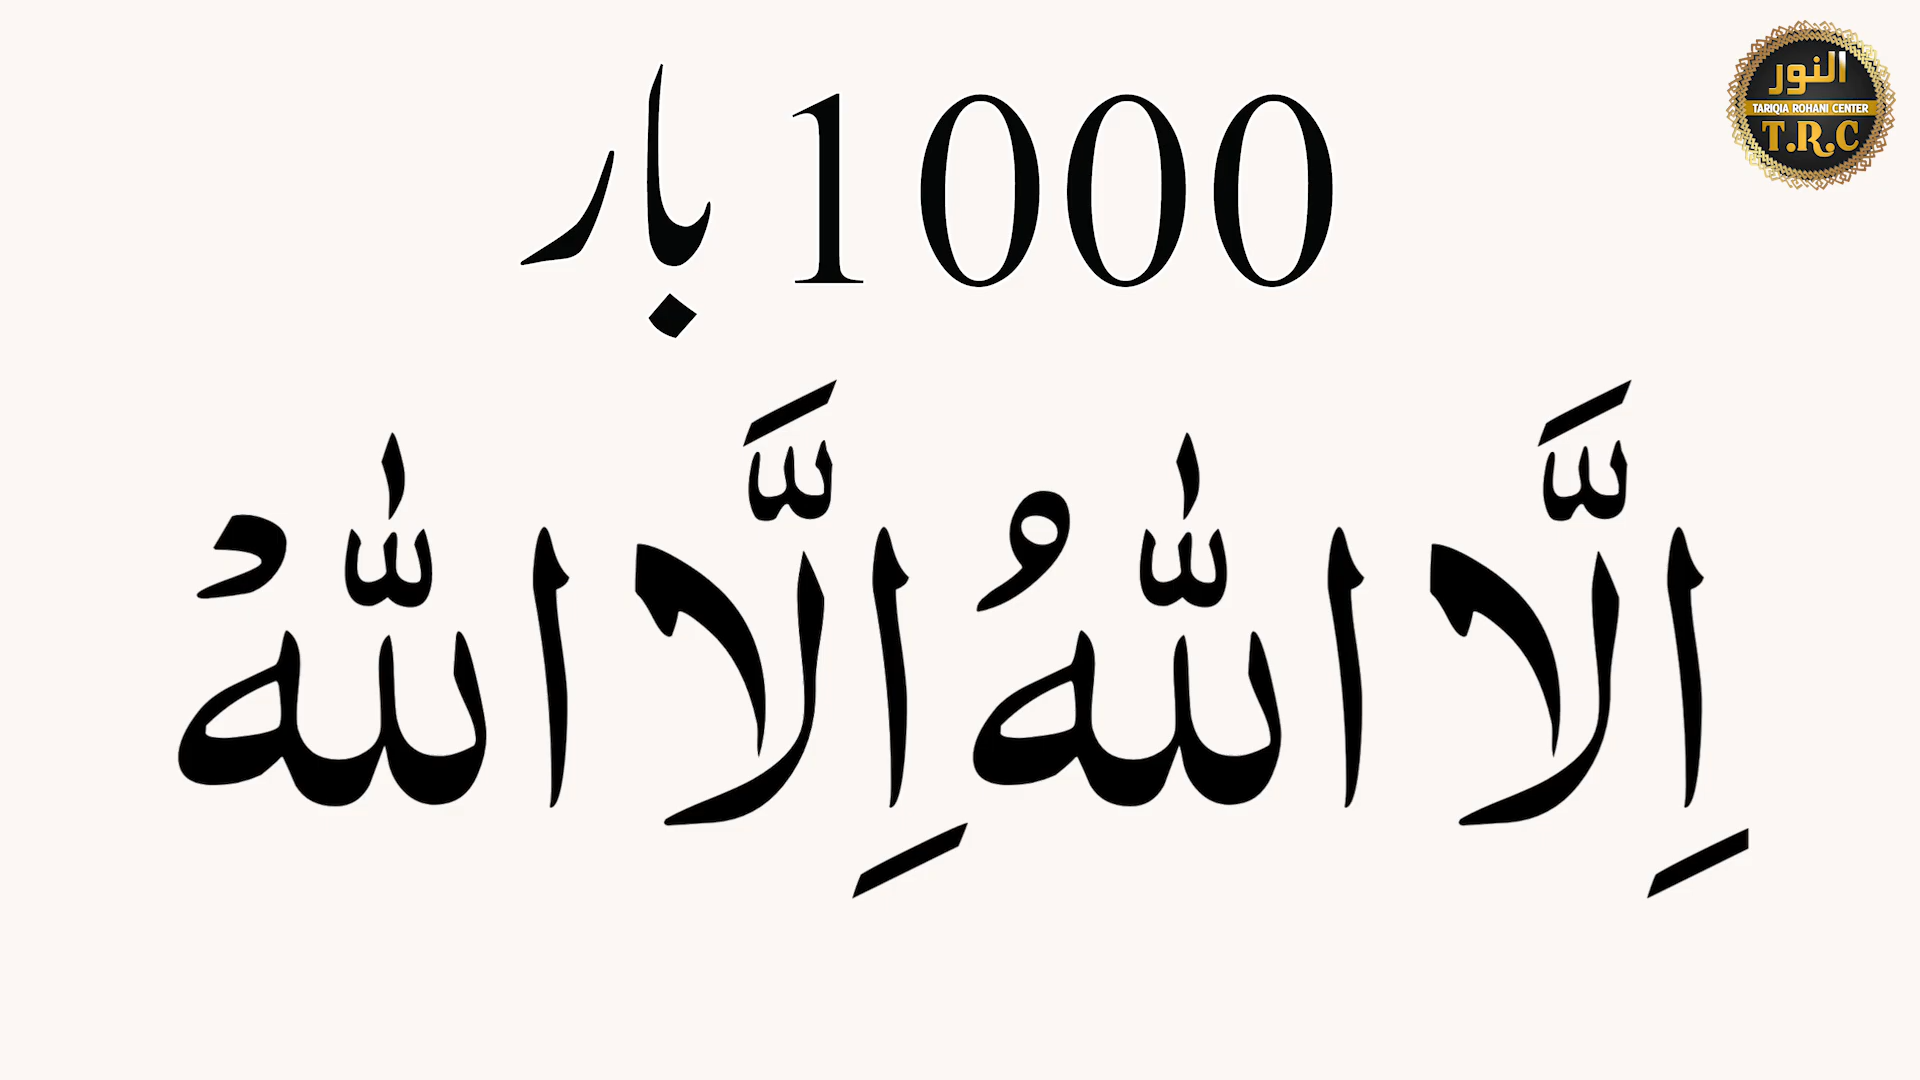 1000 بار
اِلَّا اللّٰهُ اِلَّا اللّٰهْ
النور
TARIQIA ROHANI CENTER
T.R.C